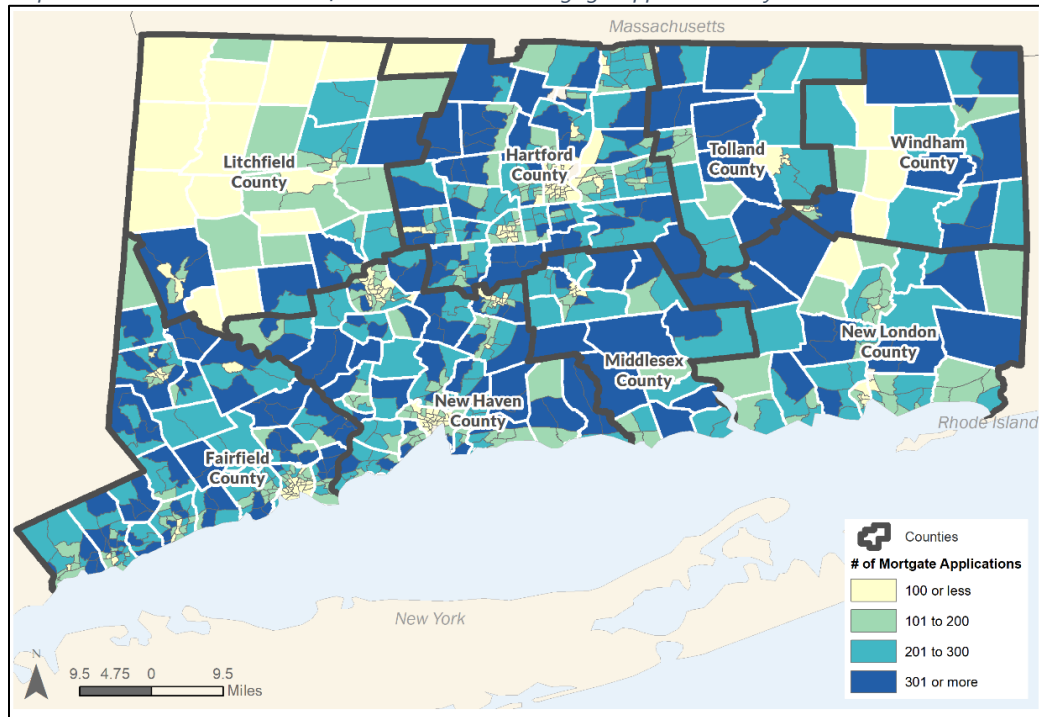 Massachusetts
Litchfield
County
Hartford
County
Tolland
County
Windham
County
New London
County
Middlesex
County
New Haven
County
Fairfield
County
Rhode Island
New York
Counties
# of Mortgate Applications
100 or less
101 to 200
201 to 300
301 or more
N
9.5 4.75 0 9.5
Miles